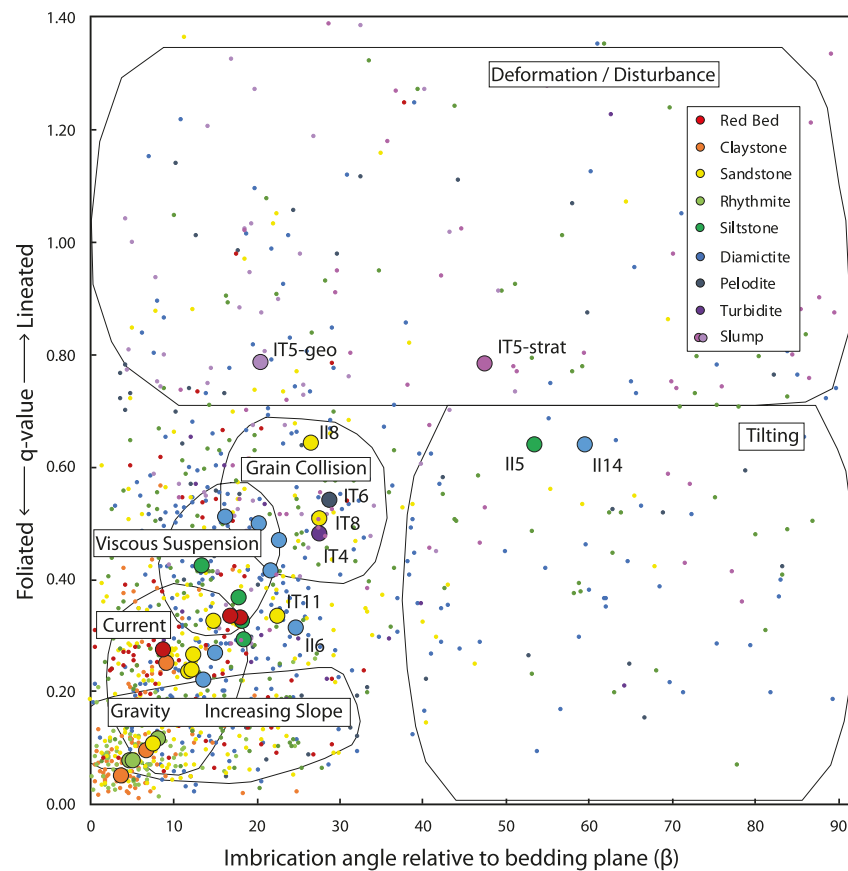 1.40
Deformation / Disturbance
Red Bed
Claystone
Sandstone
Rhythmite
Siltstone
Diamictite
Pelodite
Turbidite
Slump
1.20
1.00
0.80
IT5-geo
IT5-strat
Foliated <— q-value —> Lineated
0.60
II8
Grain Collision
IT6
IT8
IT4
II5
II14
Tilting
Viscous Suspension
0.40
IT11
II6
Current
0.20
Gravity Increasing Slope
0.00
0 10 20 30 40 50 60 70 80 90
Imbrication angle relative to bedding plane (β)